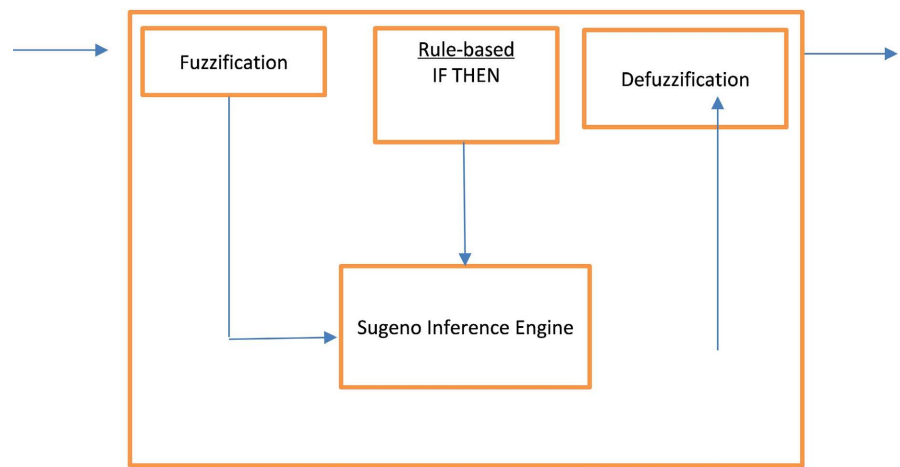 Fuzzification
Rule-based
IF THEN
Defuzzification
Sugeno Inference Engine